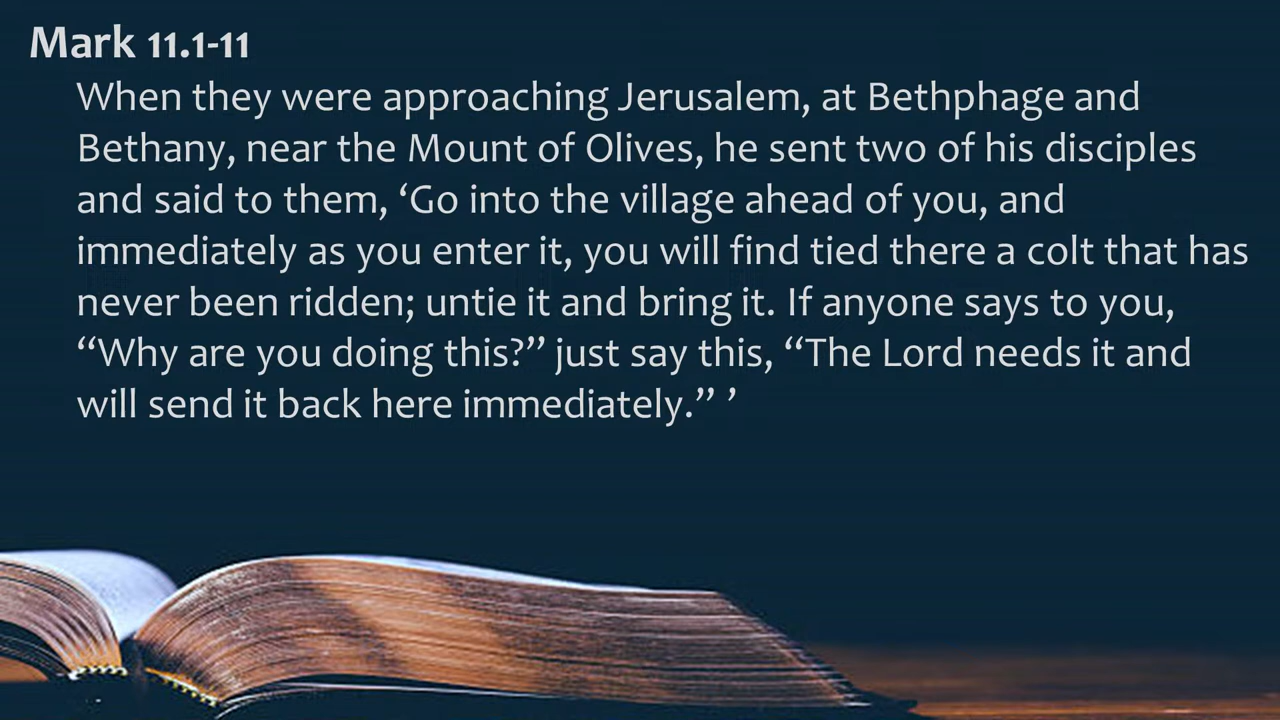 Mark 11.1-11
When they were approaching Jerusalem, at Bethphage and
Bethany, near the Mount of Olives, he sent two of his disciples
and said to them, ‘Go into the village ahead of you, and
immediately as you enter it, you will find tied there a colt that has
never been ridden; untie it and bring it. If anyone says to you,
“Why are you doing this?” just say this, “The Lord needs it and
will send it back here immediately.” ’